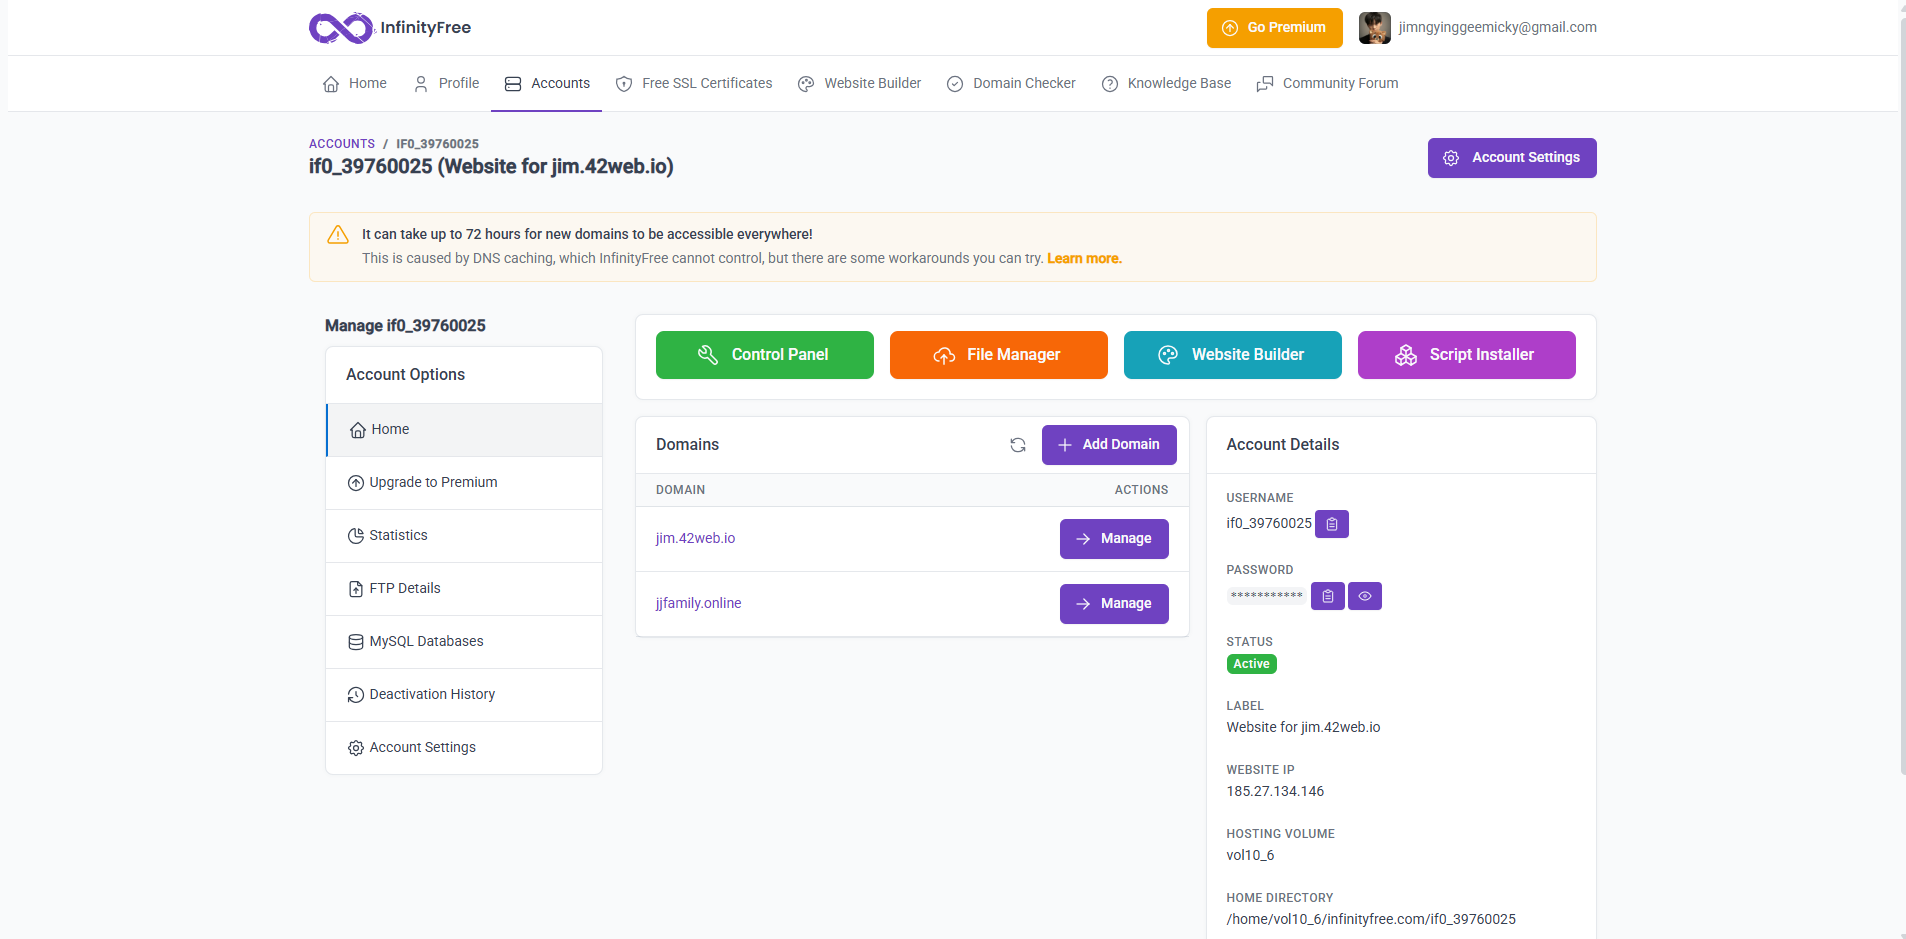 InfinityFree
Go Premium
jimngyinggeemicky@gmail.com
Home
Profile
Accounts
Free SSL Certificates
Website Builder
Domain Checker
Knowledge Base
Community Forum
ACCOUNTS / IF0_39760025
if0_39760025 (Website for jim.42web.io)
Account Settings
It can take up to 72 hours for new domains to be accessible everywhere!
This is caused by DNS caching, which InfinityFree cannot control, but there are some workarounds you can try. Learn more.
Manage if0_39760025
Account Options
Home
Upgrade to Premium
Statistics
FTP Details
MySQL Databases
Deactivation History
Account Settings
Control Panel
File Manager
Website Builder
Script Installer
Domains
Add Domain
DOMAIN
ACTIONS
jim.42web.io
Manage
jjfamily.online
Manage
Account Details
USERNAME
if0_39760025
PASSWORD
***********
STATUS
Active
LABEL
Website for jim.42web.io
WEBSITE IP
185.27.134.146
HOSTING VOLUME
vol10_6
HOME DIRECTORY
/home/vol10_6/infinityfree.com/if0_39760025